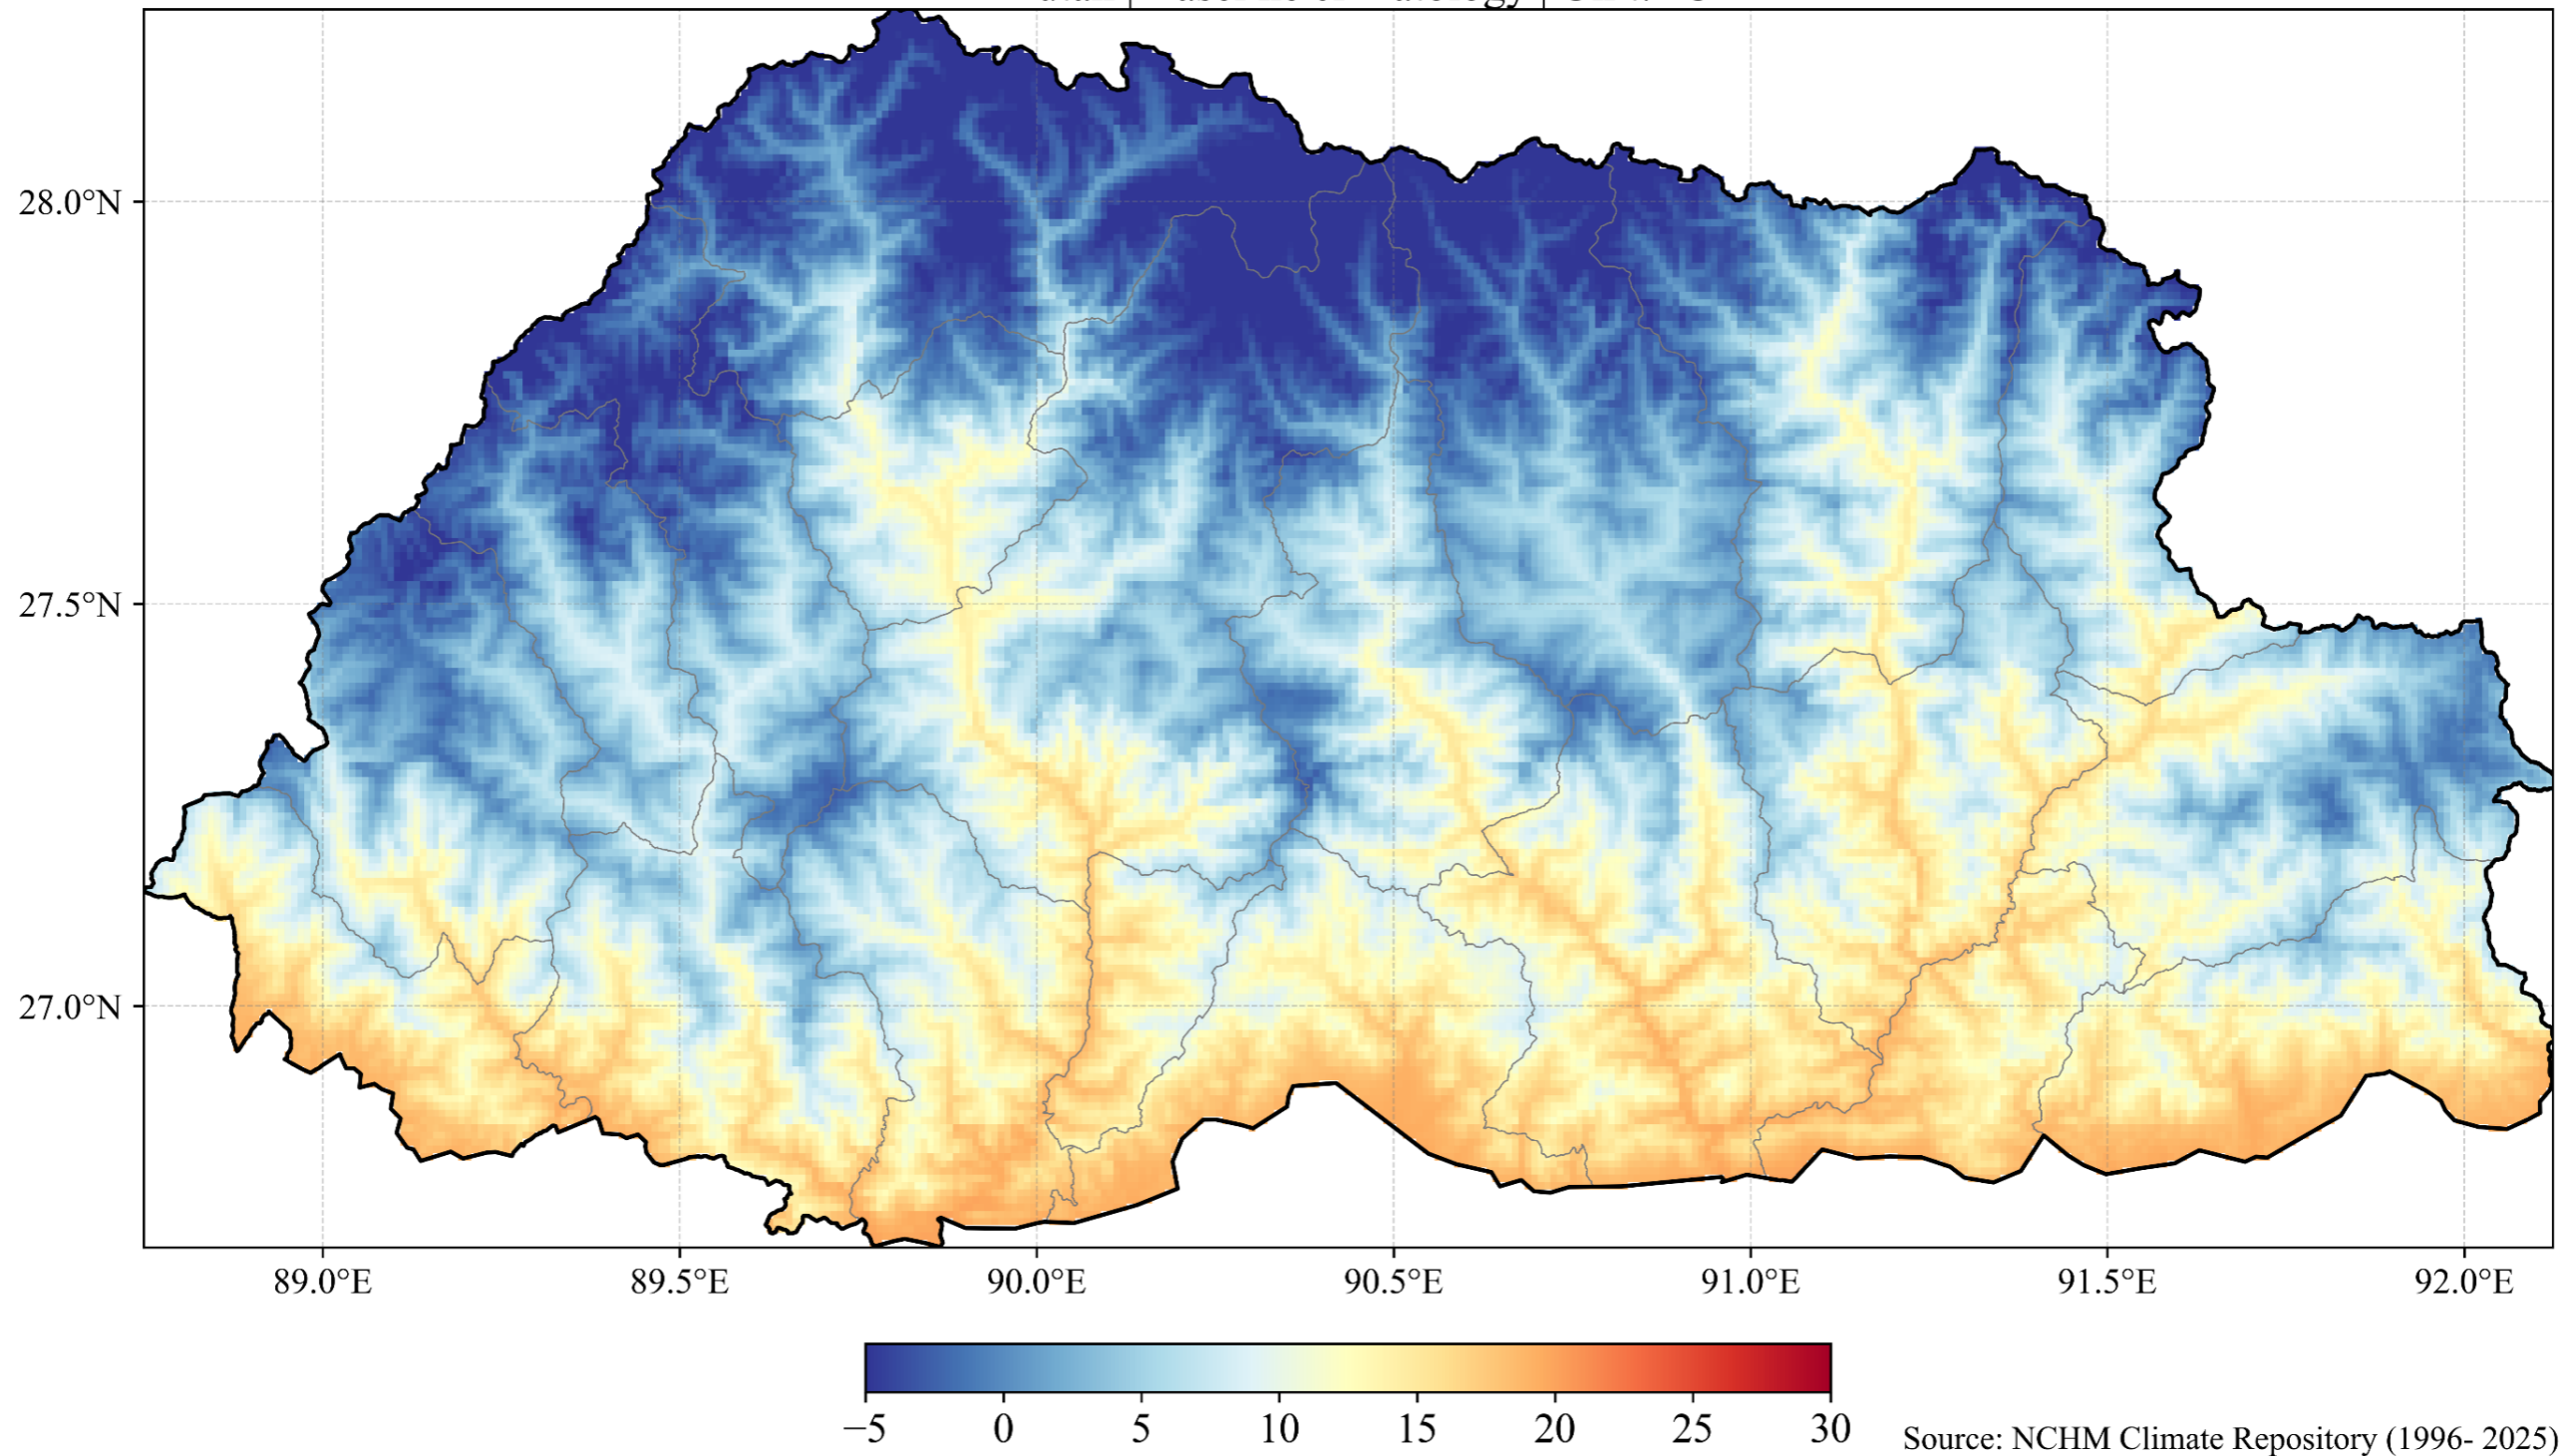 28.0°N
27.5°N
27.0°N
89.0°E 89.5°E 90.0°E 90.5°E 91.0°E 91.5°E 92.0°E
−5 0 5 10 15 20 25 30
Source: NCHM Climate Repository (1996- 2025)